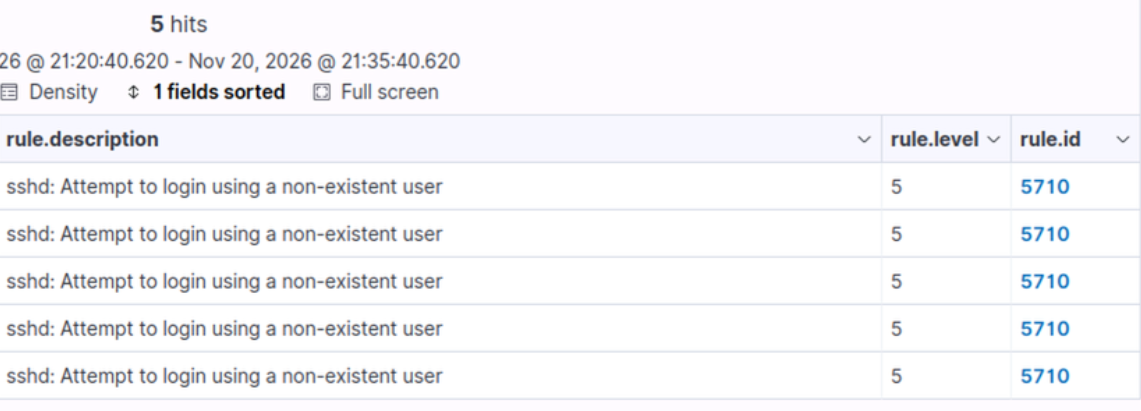 5 hits
26 @ 21:20:40.620 - Nov 20, 2026 @ 21:35:40.620
Density 1 fields sorted Full screen
rule.description rule.level rule.id
sshd: Attempt to login using a non-existent user 5 5710
sshd: Attempt to login using a non-existent user 5 5710
sshd: Attempt to login using a non-existent user 5 5710
sshd: Attempt to login using a non-existent user 5 5710
sshd: Attempt to login using a non-existent user 5 5710